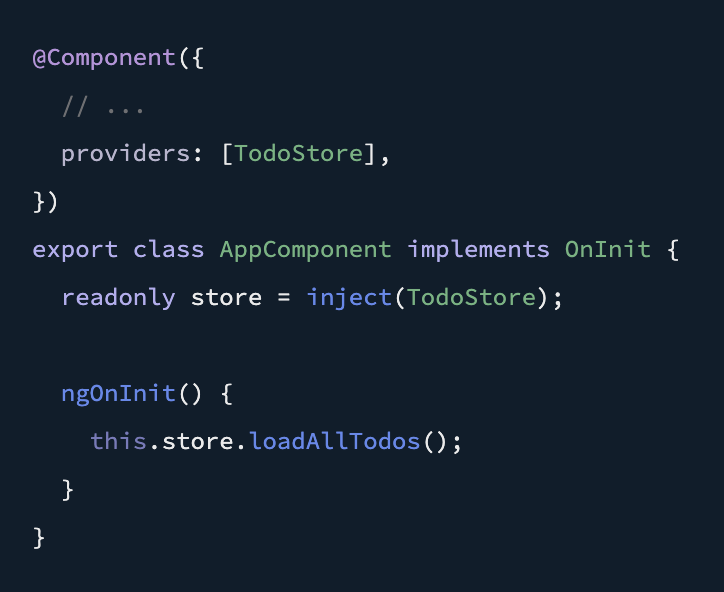 @Component({
  // ...
  providers: [TodoStore],
})
export class AppComponent implements OnInit {
  readonly store = inject(TodoStore);

  ngOnInit() {
    this.store.loadAllTodos();
  }
}